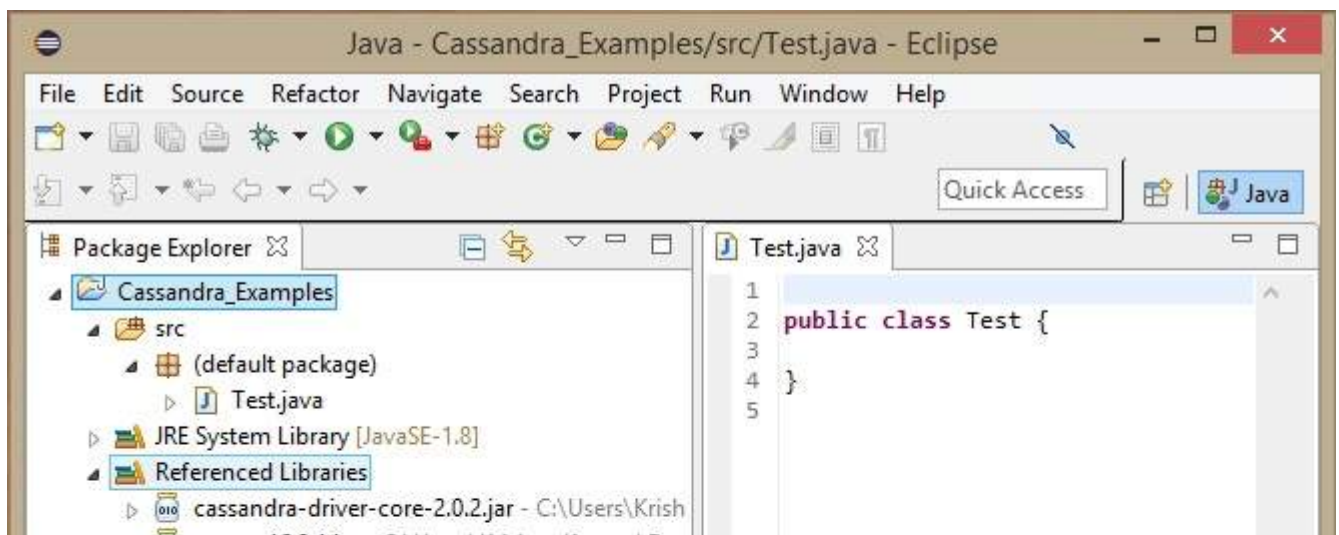 Java - Cassandra_Examples/src/Test.java - Eclipse
File Edit Source Refactor Navigate Search Project Run Window Help
Quick Access
Java
Package Explorer
Cassandra_Examples
src
(default package)
Test.java
JRE System Library [JavaSE-1.8]
Referenced Libraries
cassandra-driver-core-2.0.2.jar - C:\Users\Krish
Test.java
1
2 public class Test {
3
4 }
5